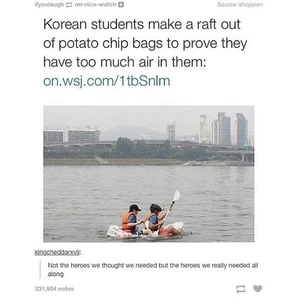 ifyoulaugh mr-nice-watch
Source: shopjeen
Korean students make a raft out
of potato chip bags to prove they
have too much air in them:
on.wsj.com/1tbSnIm
kingcheddarxvii:
Not the heroes we thought we needed but the heroes we really needed all
along
231,904 notes